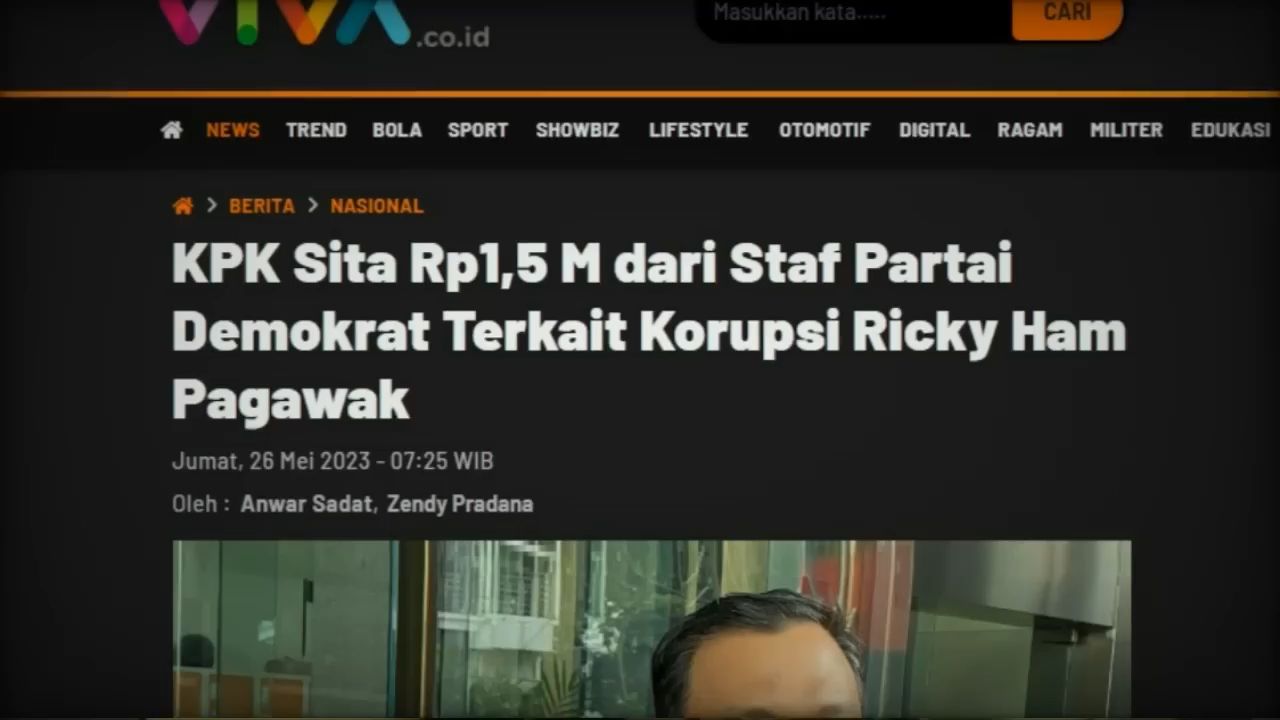 VIVA.co.id
Masukkan kata.....
CARI
NEWS TREND BOLA SPORT SHOWBIZ LIFESTYLE OTOMOTIF DIGITAL RAGAM MILITER EDUKASI
BERITA > NASIONAL
KPK Sita Rp1,5 M dari Staf Partai
Demokrat Terkait Korupsi Ricky Ham
Pagawak
Jumat, 26 Mei 2023 - 07:25 WIB
Oleh : Anwar Sadat, Zendy Pradana